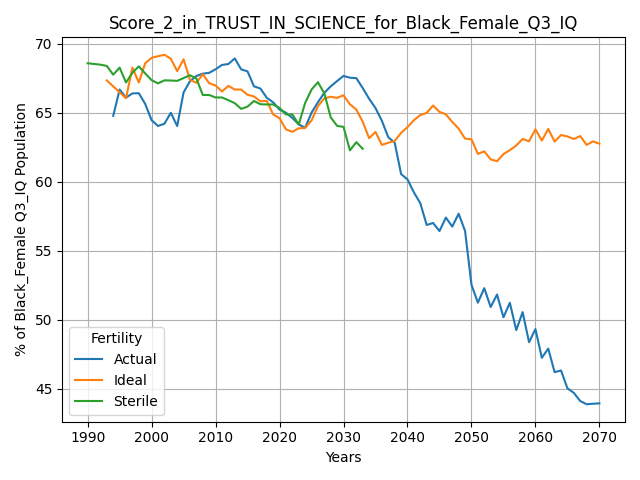 Score_2_in_TRUST_IN_SCIENCE_for_Black_Female_Q3_IQ
% of Black_Female Q3_IQ Population
70
65
60
55
50
45
Fertility
Actual
Ideal
Sterile
1990 2000 2010 2020 2030 2040 2050 2060 2070
Years